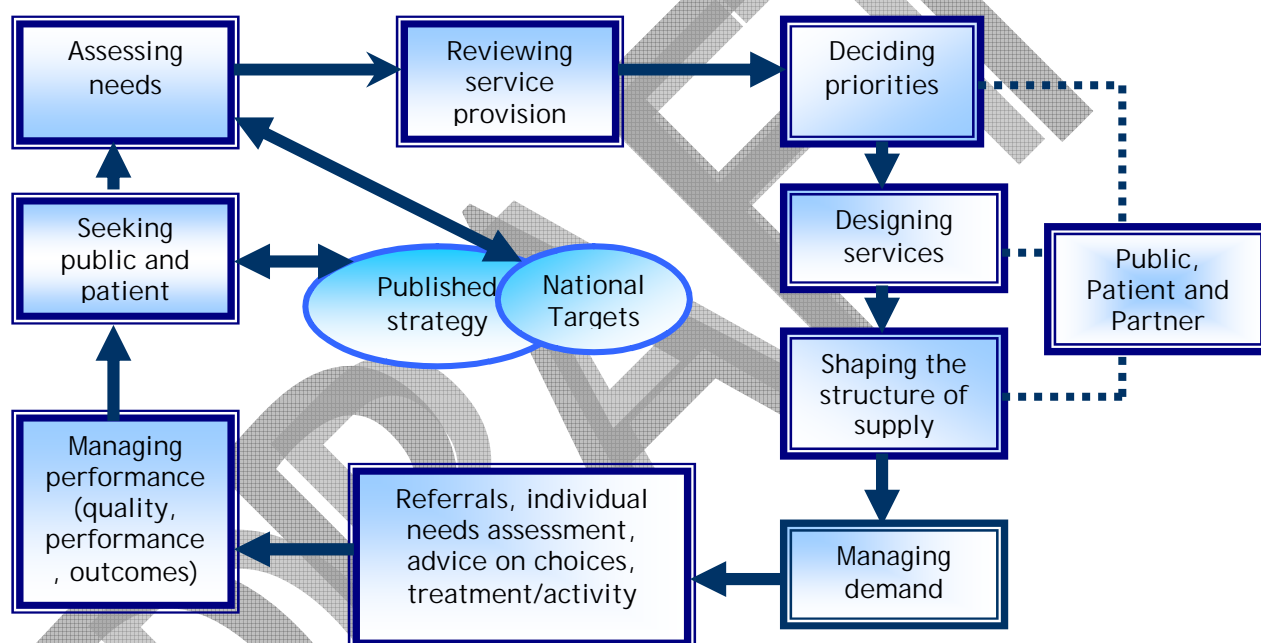 Assessing
needs
Reviewing
service
provision
Deciding
priorities
Seeking
public and
patient
Published
strategy
National
Targets
Designing
services
Public,
Patient and
Partner
Shaping the
structure of
supply
Managing
performance
(quality,
performance
, outcomes)
Referrals, individual
needs assessment,
advice on choices,
treatment/activity
Managing
demand
DRAFT